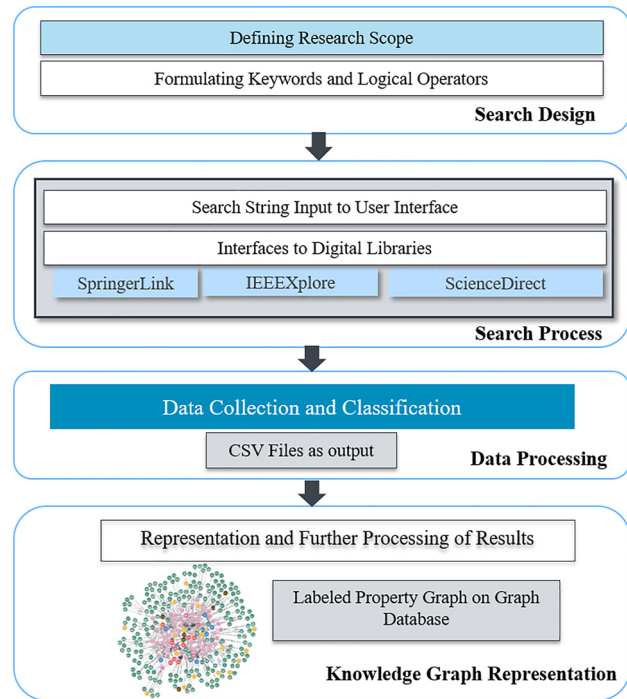 Defining Research Scope
Formulating Keywords and Logical Operators
Search Design
Search String Input to User Interface
Interfaces to Digital Libraries
SpringerLink
IEEEXplore
ScienceDirect
Search Process
Data Collection and Classification
CSV Files as output
Data Processing
Representation and Further Processing of Results
Labeled Property Graph on Graph
Database
Knowledge Graph Representation